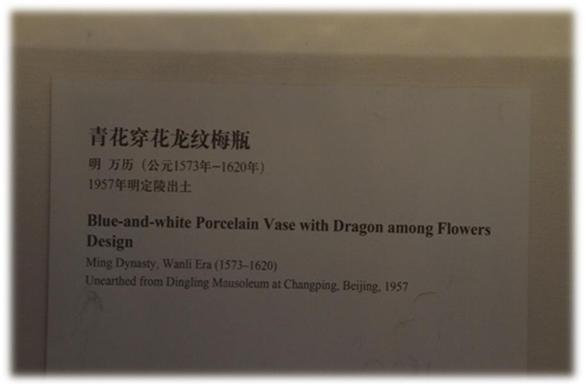 青花穿花龙纹梅瓶
明 万历（公元1573年－1620年）
1957年明定陵出土
Blue-and-white Porcelain Vase with Dragon among Flowers
Design
Ming Dynasty, Wanli Era (1573–1620)
Unearthed from Dingling Mausoleum at Changping, Beijing, 1957